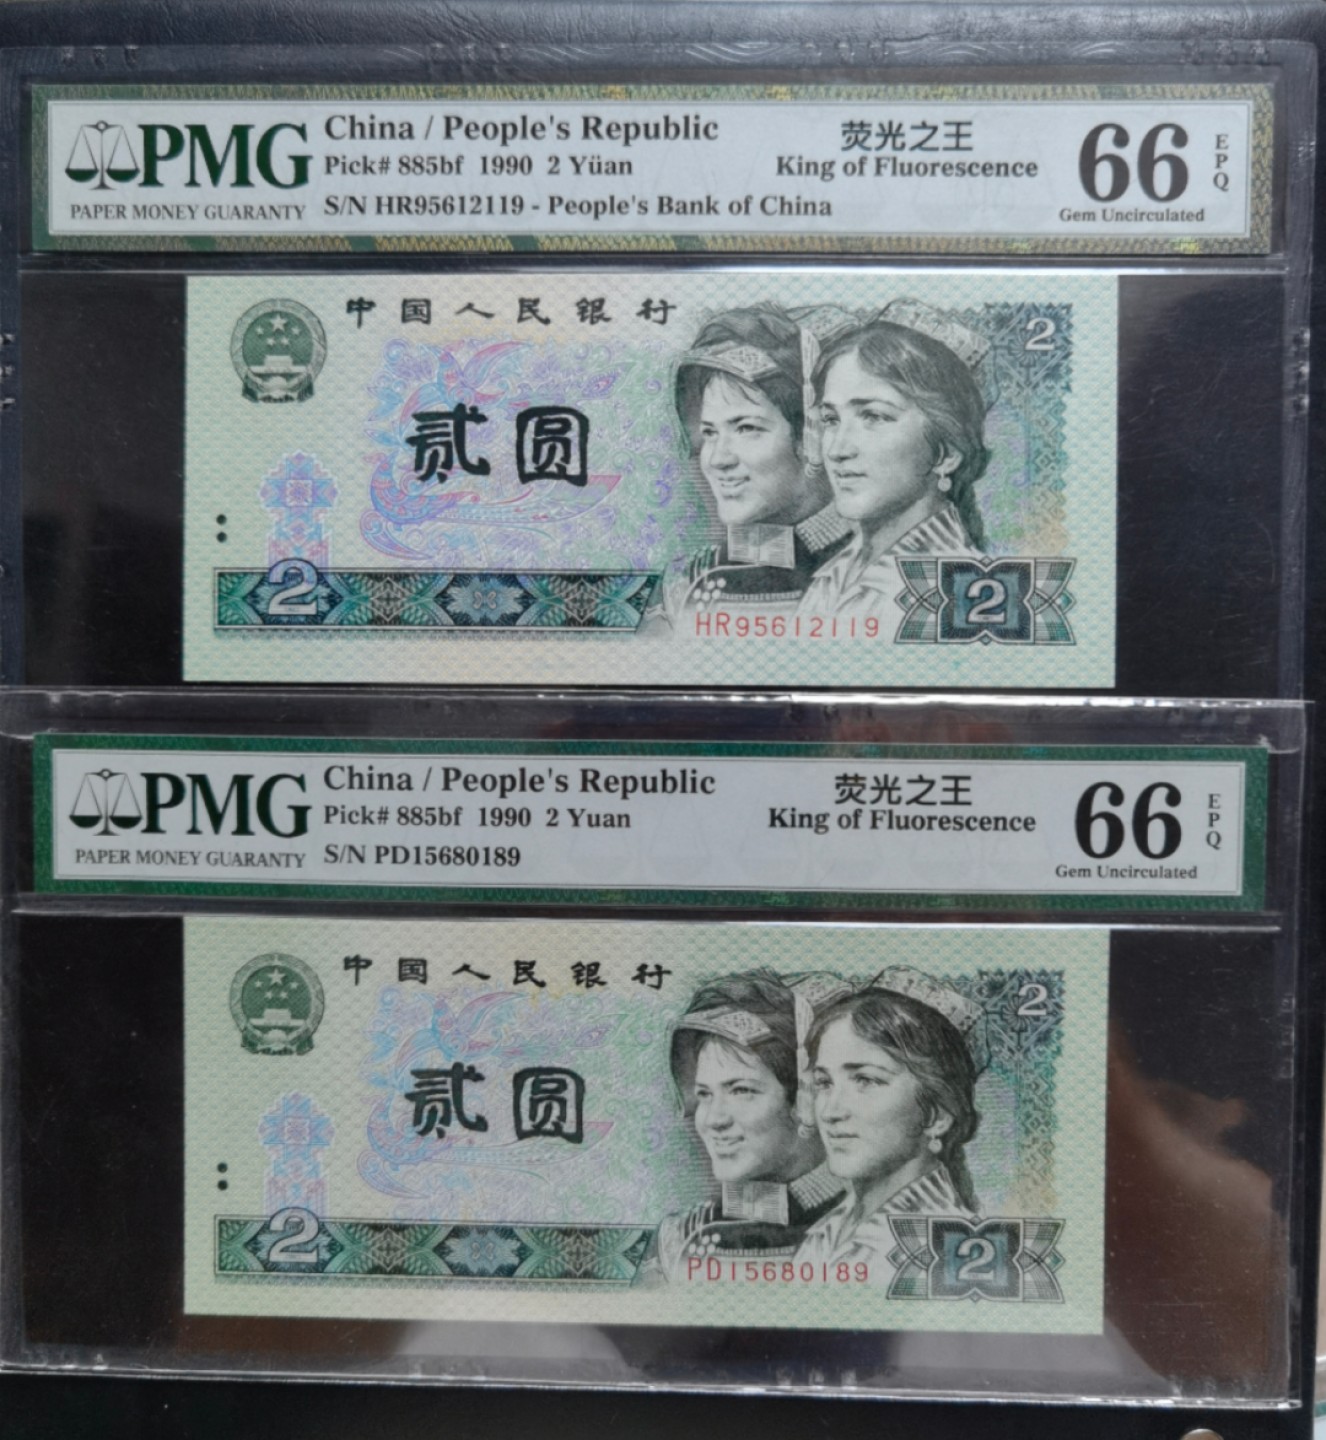 PMG
PAPER MONEY GUARANTY
China / People's Republic
Pick# 885bf 1990 2 Yüan
S/N HR95612119 - People's Bank of China
荧光之王
King of Fluorescence
66
EPQ
Gem Uncirculated
中国人民银行
2
贰圆
2
HR95612119
2
PMG
PAPER MONEY GUARANTY
China / People's Republic
Pick# 885bf 1990 2 Yuan
S/N PD15680189
荧光之王
King of Fluorescence
66
EPQ
Gem Uncirculated
中国人民银行
2
贰圆
2
PD15680189
2